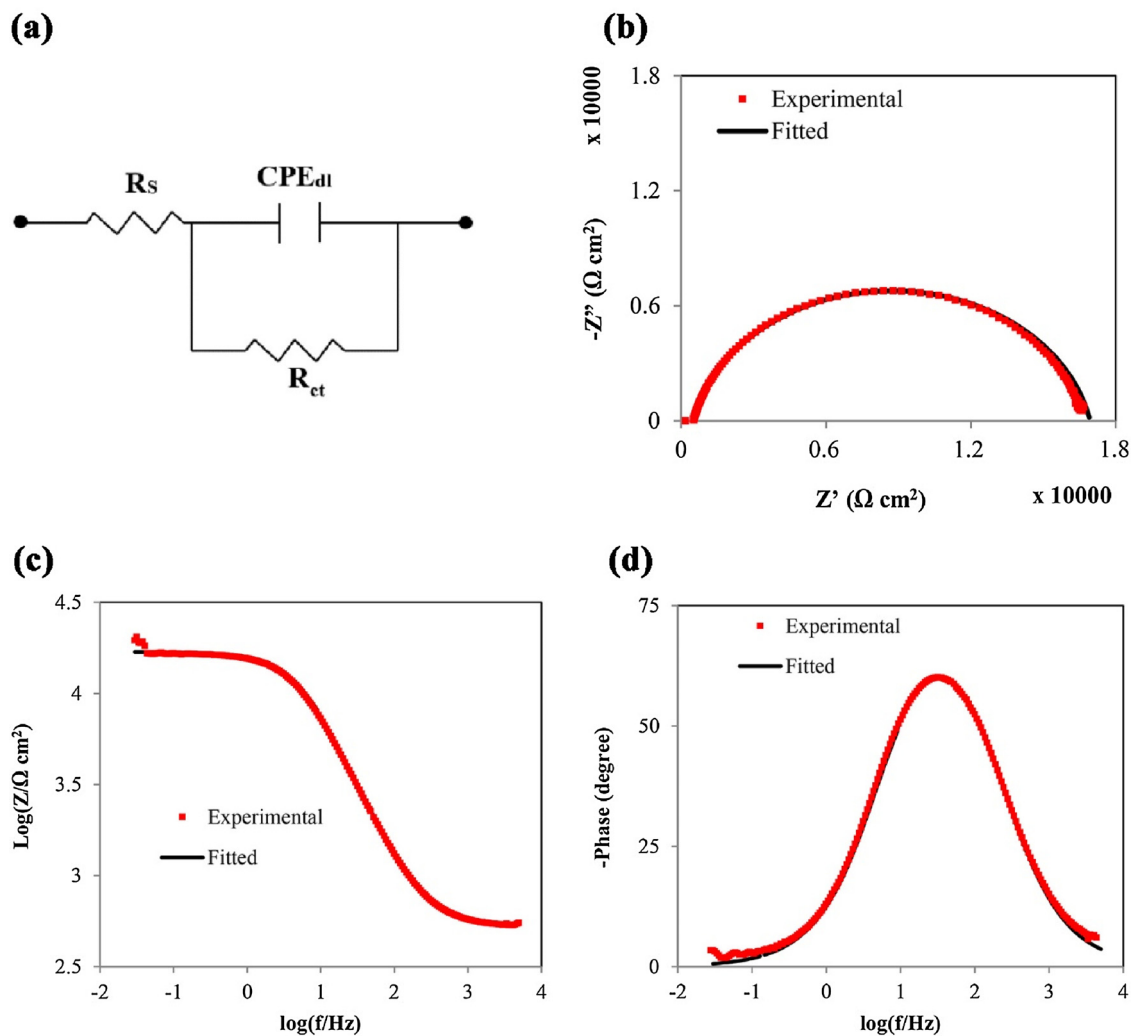 (a)
R_S
CPE_dl
R_ct
(b)
x 10000
1.8
1.2
0.6
0
-Z” (Ω cm²)
Experimental
Fitted
0 0.6 1.2 1.8
Z’ (Ω cm²) x 10000
(c)
4.5
4
3.5
3
2.5
Log(Z/Ω cm²)
Experimental
Fitted
-2 -1 0 1 2 3 4
log(f/Hz)
(d)
75
50
25
0
-Phase (degree)
Experimental
Fitted
-2 -1 0 1 2 3 4
log(f/Hz)